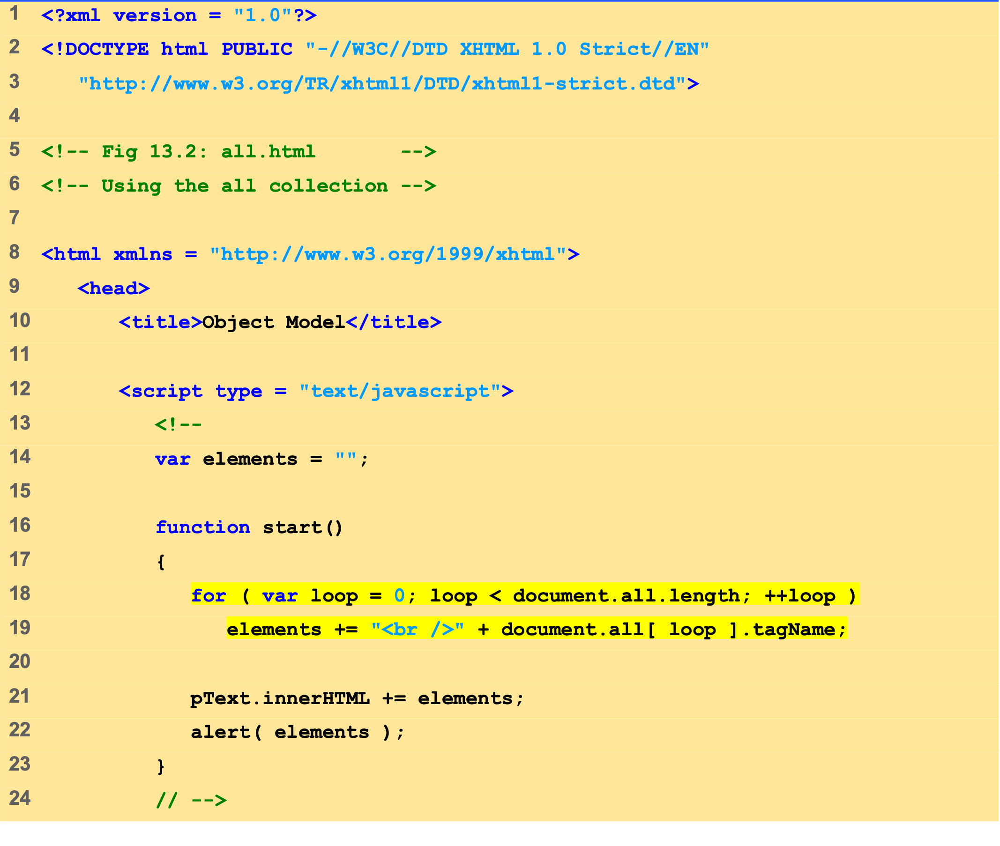 1 <?xml version = "1.0"?>
2 <!DOCTYPE html PUBLIC "-//W3C//DTD XHTML 1.0 Strict//EN"
3 "http://www.w3.org/TR/xhtml1/DTD/xhtml1-strict.dtd">
4
5 <!-- Fig 13.2: all.html -->
6 <!-- Using the all collection -->
7
8 <html xmlns = "http://www.w3.org/1999/xhtml">
9 <head>
10 <title>Object Model</title>
11
12 <script type = "text/javascript">
13 <!--
14 var elements = "";
15
16 function start()
17 {
18 for ( var loop = 0; loop < document.all.length; ++loop )
19 elements += "<br />" + document.all[ loop ].tagName;
20
21 pText.innerHTML += elements;
22 alert( elements );
23 }
24 // -->